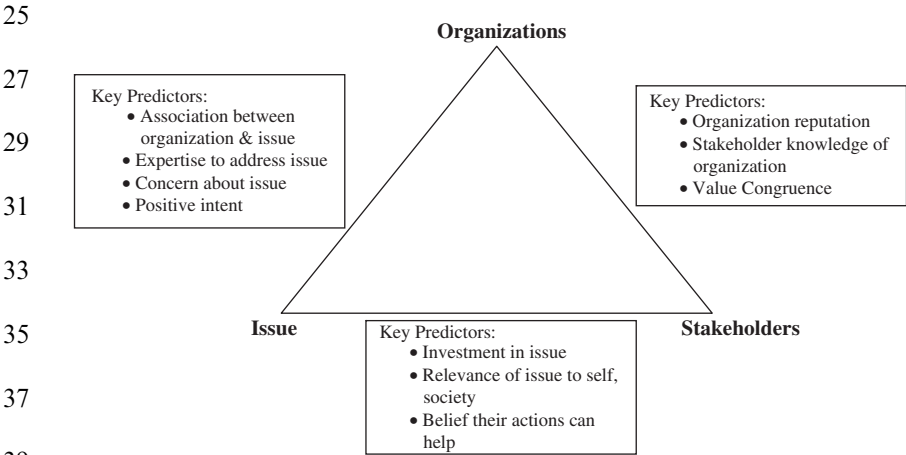 25
Organizations
27
Key Predictors:
• Association between
organization & issue
• Expertise to address issue
• Concern about issue
• Positive intent
Key Predictors:
• Organization reputation
• Stakeholder knowledge of
organization
• Value Congruence
29
31
33
Issue
Stakeholders
35
Key Predictors:
• Investment in issue
• Relevance of issue to self,
society
• Belief their actions can
help
37